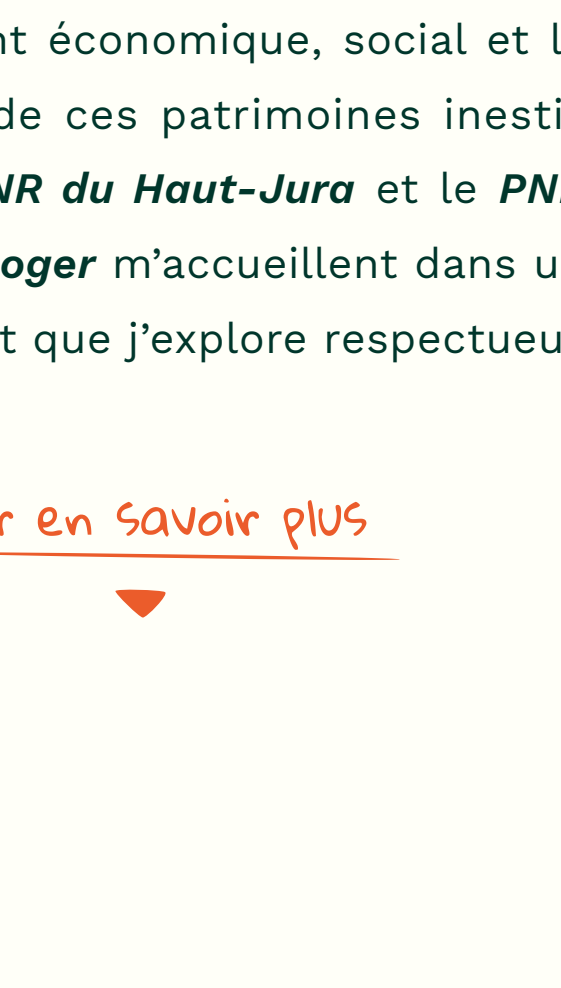 nt économique, social et l
de ces patrimoines inesti
NR du Haut-Jura et le PN
oger m’accueillent dans u
t que j’explore respectueu
r en savoir plus